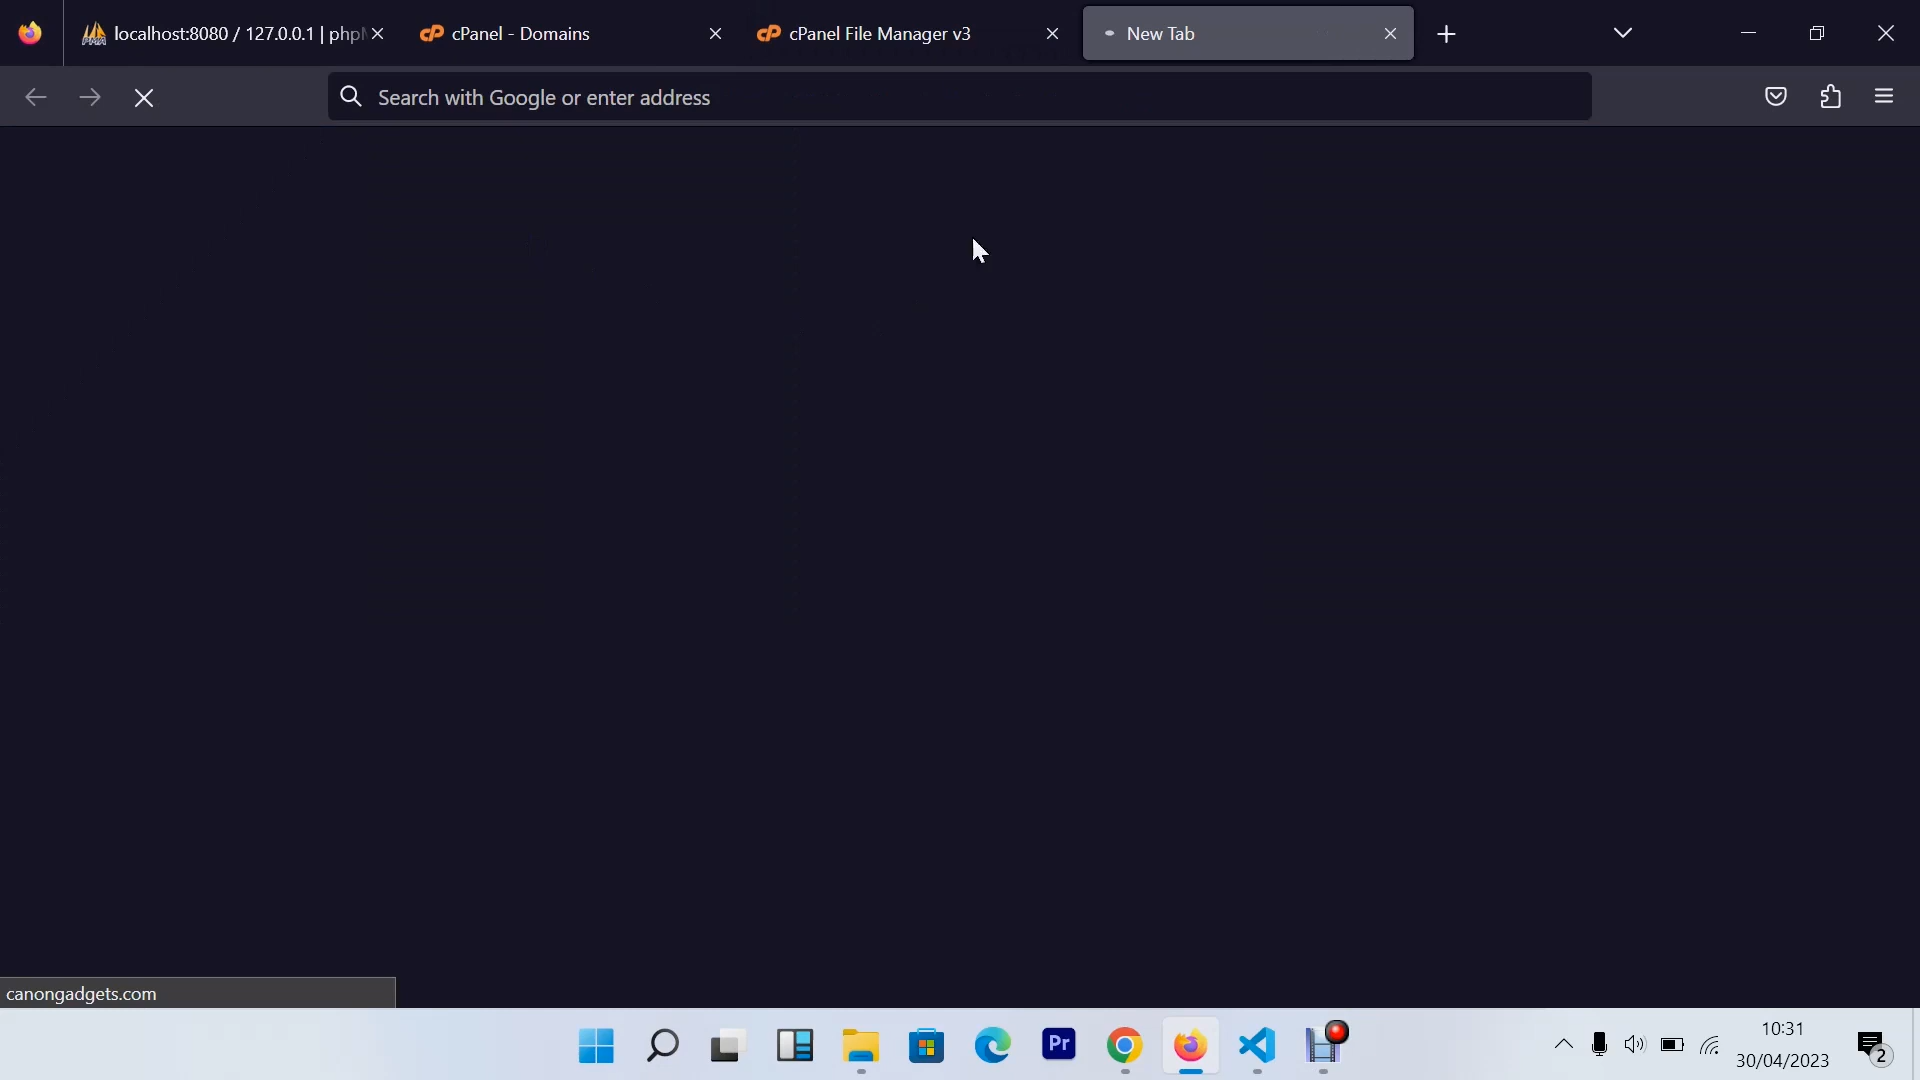 localhost:8080 / 127.0.0.1 | php
cPanel - Domains
cPanel File Manager v3
New Tab
Search with Google or enter address
canongadgets.com
Pr
10:31
30/04/2023
2